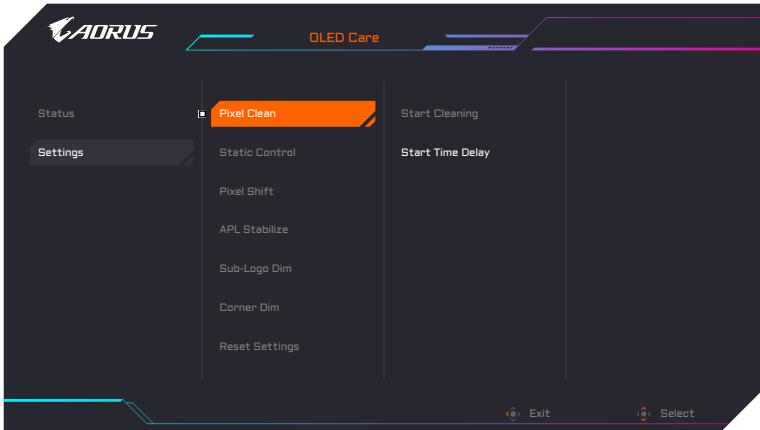 AORUS
OLED Care
Status
Settings
Pixel Clean
Static Control
Pixel Shift
APL Stabilize
Sub-Logo Dim
Corner Dim
Reset Settings
Start Cleaning
Start Time Delay
Exit
Select